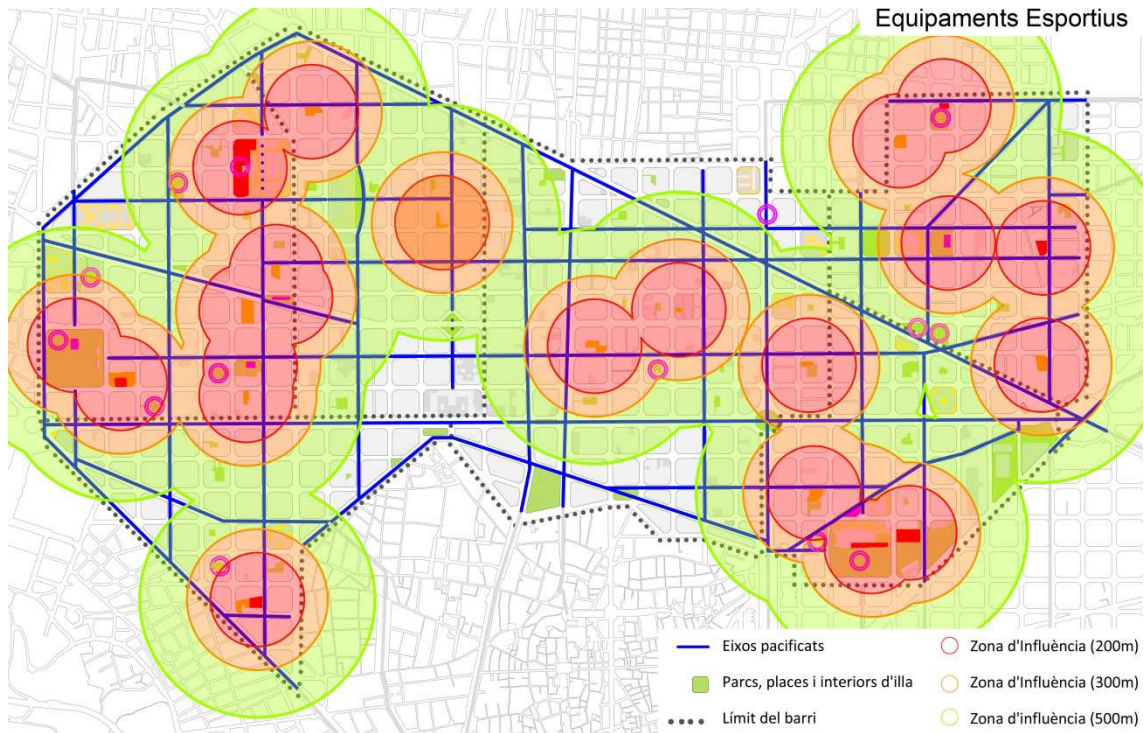 Equipaments Esportius
Eixos pacificats
Parcs, places i interiors d'illa
Límit del barri
Zona d'Influència (200m)
Zona d'Influència (300m)
Zona d'influència (500m)